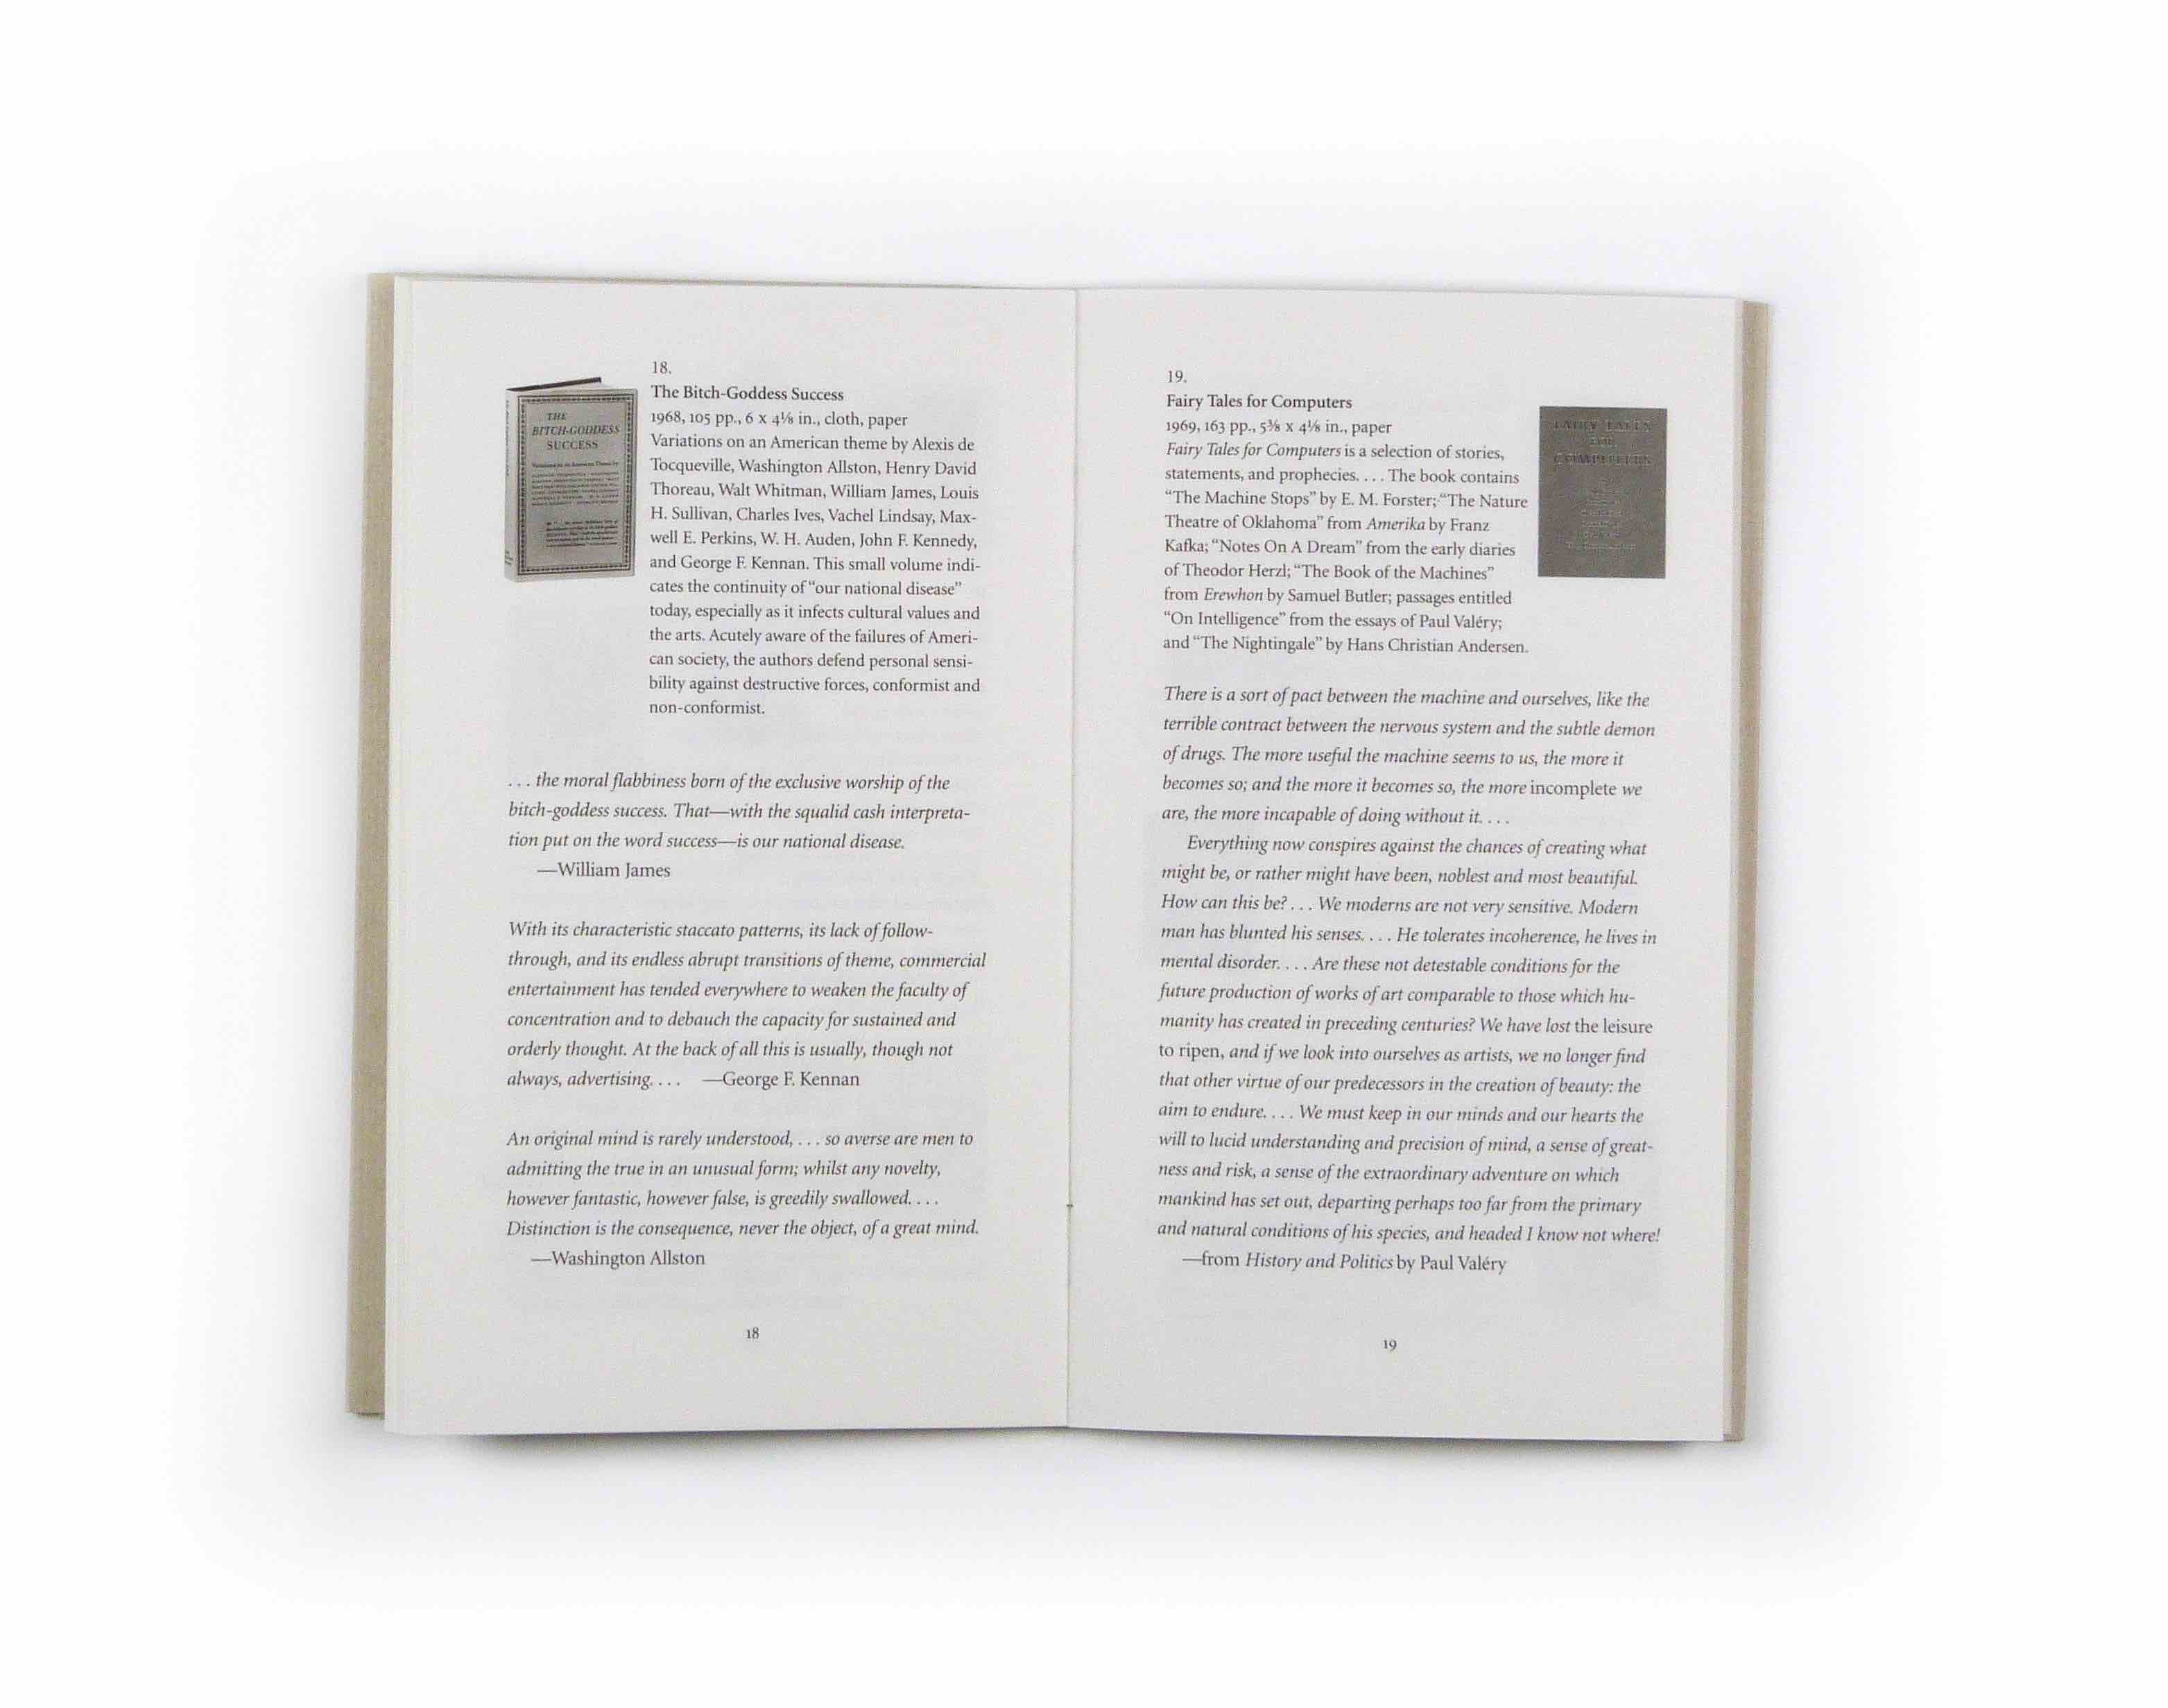 18.
The Bitch-Goddess Success
1968, 105 pp., 6 x 4⅛ in., cloth, paper
Variations on an American theme by Alexis de
Tocqueville, Washington Allston, Henry David
Thoreau, Walt Whitman, William James, Louis
H. Sullivan, Charles Ives, Vachel Lindsay, Max-
well E. Perkins, W. H. Auden, John F. Kennedy,
and George F. Kennan. This small volume indi-
cates the continuity of “our national disease”
today, especially as it infects cultural values and
the arts. Acutely aware of the failures of Ameri-
can society, the authors defend personal sensi-
bility against destructive forces, conformist and
non-conformist.
THE
BITCH-GODDESS
SUCCESS
. . . the moral flabbiness born of the exclusive worship of the
bitch-goddess success. That—with the squalid cash interpreta-
tion put on the word success—is our national disease.
—William James
With its characteristic staccato patterns, its lack of follow-
through, and its endless abrupt transitions of theme, commercial
entertainment has tended everywhere to weaken the faculty of
concentration and to debauch the capacity for sustained and
orderly thought. At the back of all this is usually, though not
always, advertising. . . . —George F. Kennan
An original mind is rarely understood, . . . so averse are men to
admitting the true in an unusual form; whilst any novelty,
however fantastic, however false, is greedily swallowed. . . .
Distinction is the consequence, never the object, of a great mind.
—Washington Allston
18
19.
Fairy Tales for Computers
1969, 163 pp., 5⅜ x 4⅛ in., paper
Fairy Tales for Computers is a selection of stories,
statements, and prophecies. . . . The book contains
“The Machine Stops” by E. M. Forster; “The Nature
Theatre of Oklahoma” from Amerika by Franz
Kafka; “Notes On A Dream” from the early diaries
of Theodor Herzl; “The Book of the Machines”
from Erewhon by Samuel Butler; passages entitled
“On Intelligence” from the essays of Paul Valéry;
and “The Nightingale” by Hans Christian Andersen.
FAIRY TALES
FOR
COMPUTERS
There is a sort of pact between the machine and ourselves, like the
terrible contract between the nervous system and the subtle demon
of drugs. The more useful the machine seems to us, the more it
becomes so; and the more it becomes so, the more incomplete we
are, the more incapable of doing without it. . . .
Everything now conspires against the chances of creating what
might be, or rather might have been, noblest and most beautiful.
How can this be? . . . We moderns are not very sensitive. Modern
man has blunted his senses. . . . He tolerates incoherence, he lives in
mental disorder. . . . Are these not detestable conditions for the
future production of works of art comparable to those which hu-
manity has created in preceding centuries? We have lost the leisure
to ripen, and if we look into ourselves as artists, we no longer find
that other virtue of our predecessors in the creation of beauty: the
aim to endure. . . . We must keep in our minds and our hearts the
will to lucid understanding and precision of mind, a sense of great-
ness and risk, a sense of the extraordinary adventure on which
mankind has set out, departing perhaps too far from the primary
and natural conditions of his species, and headed I know not where!
—from History and Politics by Paul Valéry
19